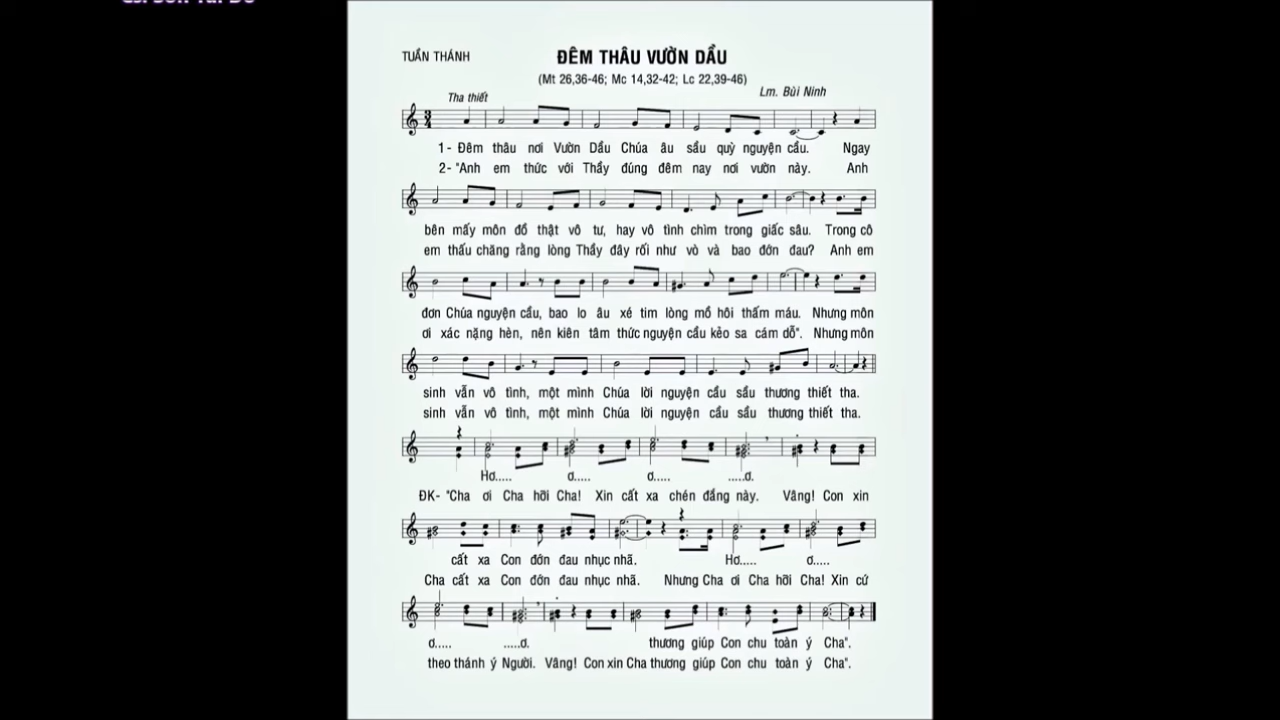 TUẦN THÁNH
ĐÊM THÂU VƯỜN DẦU
(Mt 26,36-46; Mc 14,32-42; Lc 22,39-46)
Lm. Bùi Ninh
Tha thiết
1- Đêm thâu nơi Vườn Dầu Chúa âu sầu quỳ nguyện cầu. Ngay
2- "Anh em thức với Thầy đúng đêm nay nơi vườn này. Anh
bên mấy môn đồ thật vô tư, hay vô tình chìm trong giấc sâu. Trong cô
em thấu chăng rằng lòng Thầy đây rối như vò và bao đớn đau? Anh em
đơn Chúa nguyện cầu, bao lo âu xé tim lòng mồ hôi thấm máu. Nhưng môn
ơi xác nặng hèn, nên kiên tâm thức nguyện cầu kẻo sa cám dỗ". Nhưng môn
sinh vẫn vô tình, một mình Chúa lời nguyện cầu sầu thương thiết tha.
sinh vẫn vô tình, một mình Chúa lời nguyện cầu sầu thương thiết tha.
Hơ..... ơ..... ơ..... .....ơ.
ĐK- "Cha ơi Cha hỡi Cha! Xin cất xa chén đắng này. Vâng! Con xin
cất xa Con đớn đau nhục nhã. Hơ..... ơ.....
Cha cất xa Con đớn đau nhục nhã. Nhưng Cha ơi Cha hỡi Cha! Xin cứ
ơ..... .....ơ. thương giúp Con chu toàn ý Cha".
theo thánh ý Người. Vâng! Con xin Cha thương giúp Con chu toàn ý Cha".